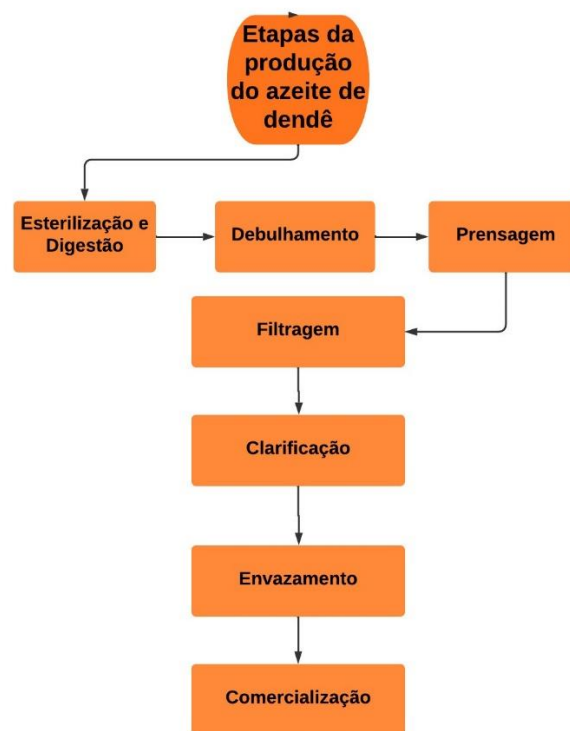 Etapas da
produção
do azeite de
dendê
Esterilização e
Digestão
Debulhamento
Prensagem
Filtragem
Clarificação
Envazamento
Comercialização